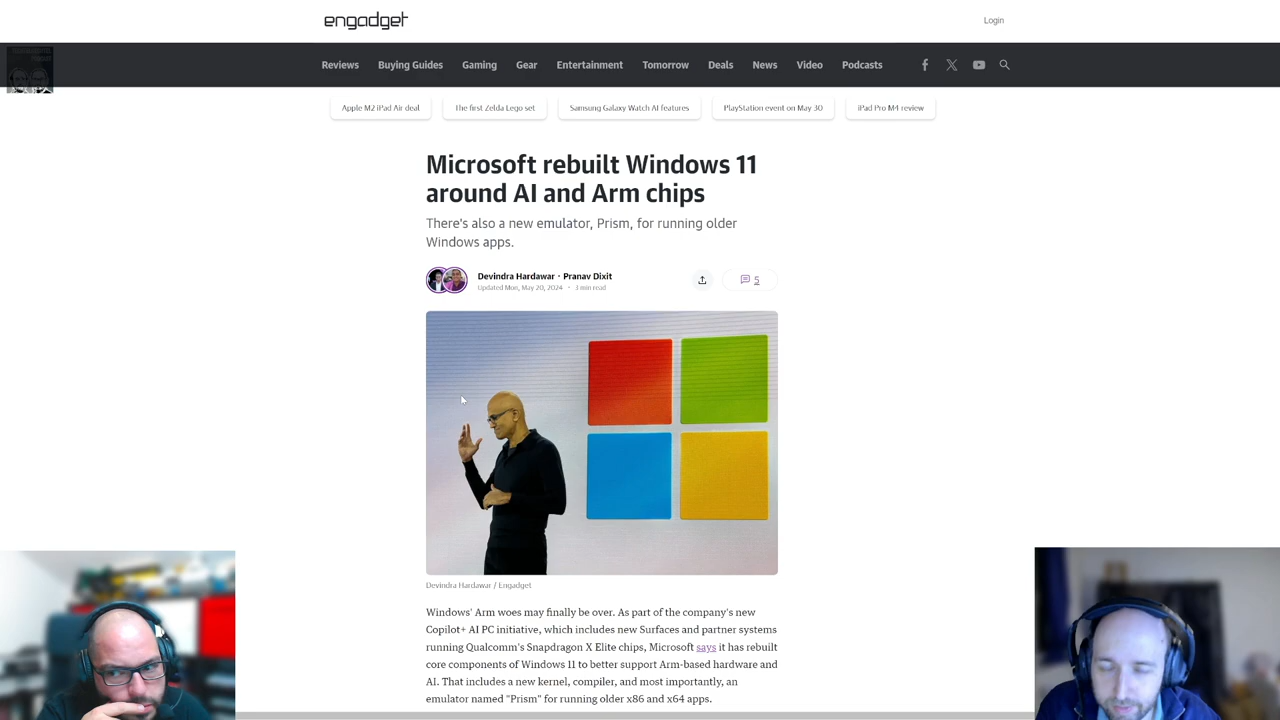 engadget
Login
Reviews Buying Guides Gaming Gear Entertainment Tomorrow Deals News Video Podcasts
Apple M2 iPad Air deal The first Zelda Lego set Samsung Galaxy Watch AI features PlayStation event on May 30 iPad Pro M4 review
Microsoft rebuilt Windows 11
around AI and Arm chips
There's also a new emulator, Prism, for running older
Windows apps.
Devindra Hardawar · Pranav Dixit
Updated Mon, May 20, 2024 · 3 min read
5
Devindra Hardawar / Engadget
Windows' Arm woes may finally be over. As part of the company's new
Copilot+ AI PC initiative, which includes new Surfaces and partner systems
running Qualcomm's Snapdragon X Elite chips, Microsoft says it has rebuilt
core components of Windows 11 to better support Arm-based hardware and
AI. That includes a new kernel, compiler, and most importantly, an
emulator named "Prism" for running older x86 and x64 apps.